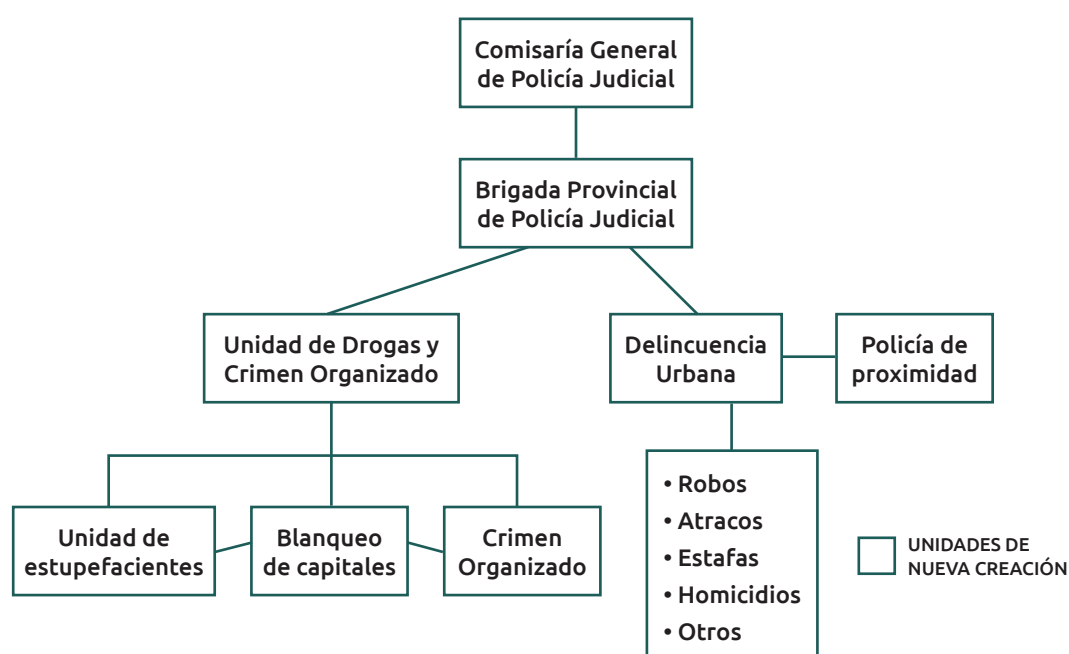 Comisaría General
de Policía Judicial
Brigada Provincial
de Policía Judicial
Unidad de Drogas y
Crimen Organizado
Delincuencia
Urbana
Policía de
proximidad
Unidad de
estupefacientes
Blanqueo
de capitales
Crimen
Organizado
• Robos
• Atracos
• Estafas
• Homicidios
• Otros
UNIDADES DE
NUEVA CREACIÓN